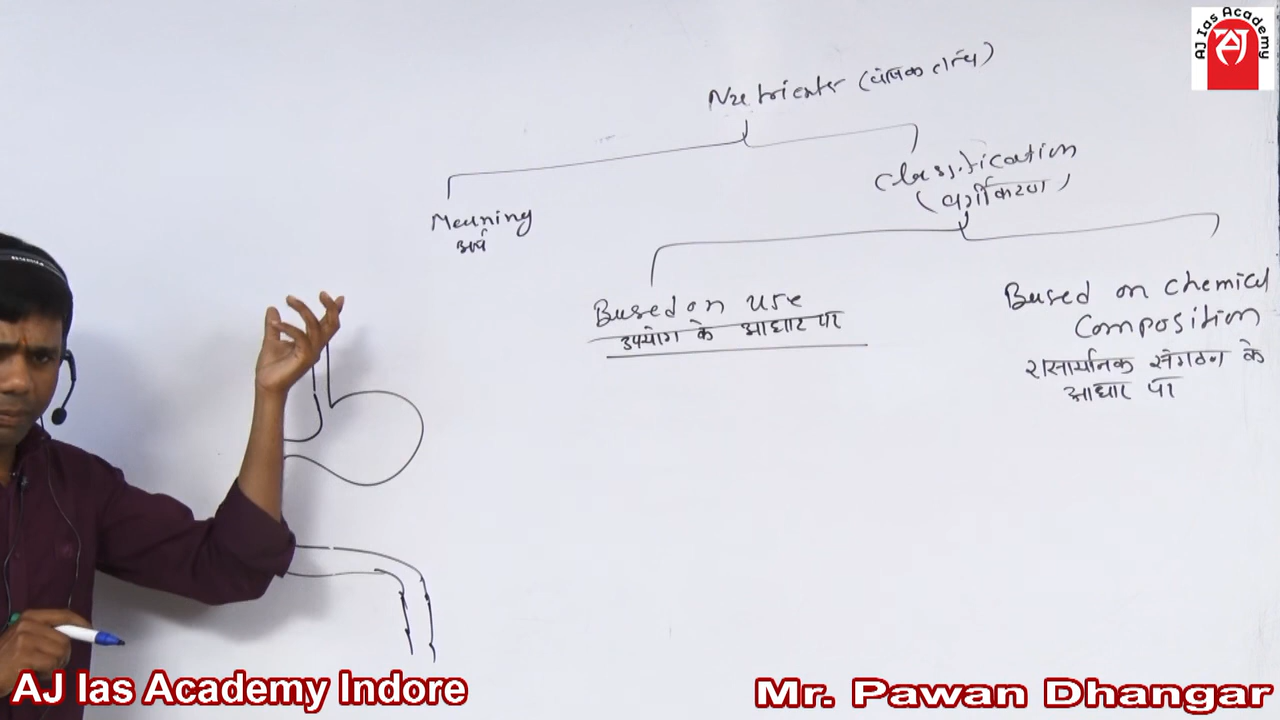 AJ Ias Academy
AJ
Nutrients (पोषक तत्व)
Classification
(वर्गीकरण)
Meaning
अर्थ
Based on use
उपयोग के आधार पर
Based on chemical
composition
रासायनिक संगठन के
आधार पर
AJ Ias Academy Indore
Mr. Pawan Dhangar